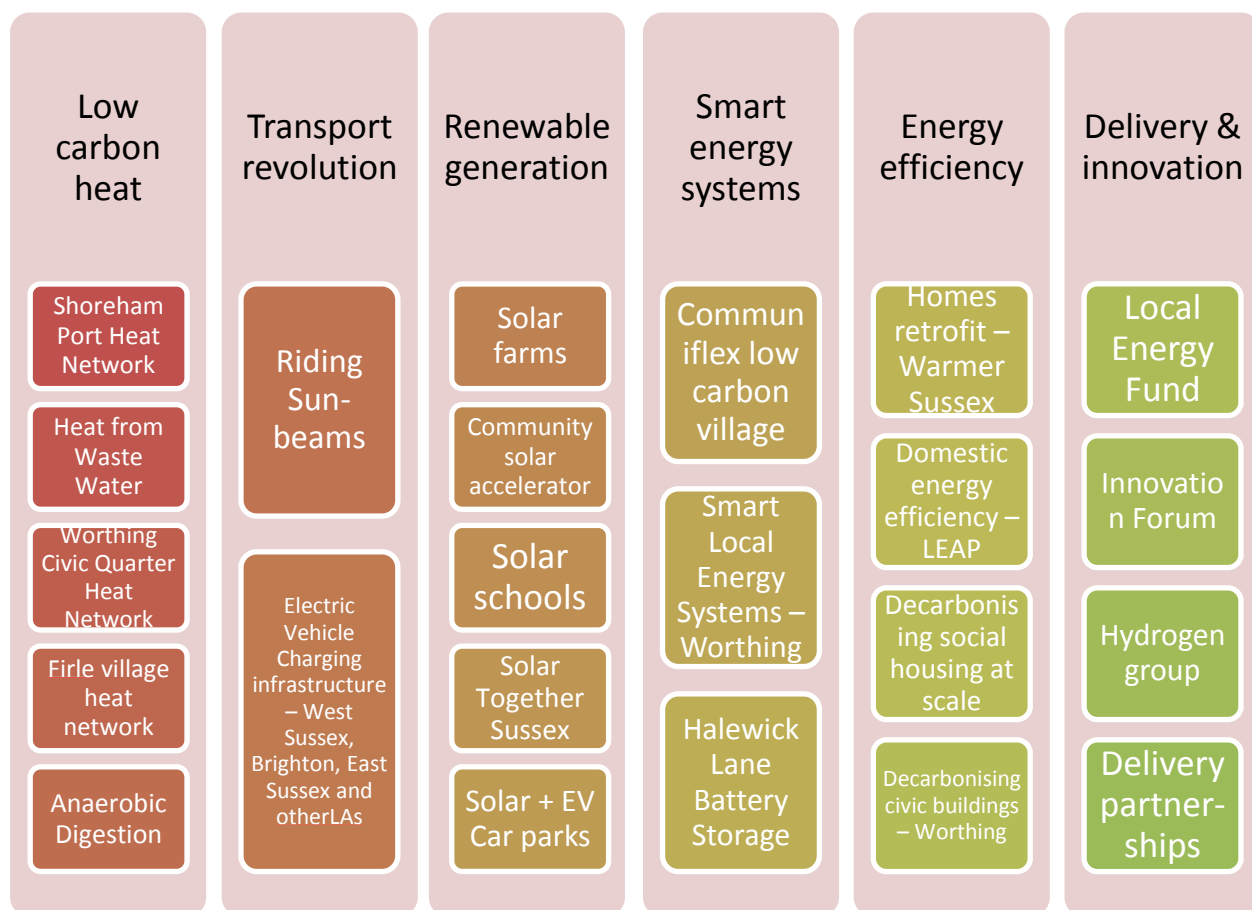 Low
carbon
heat
Shoreham
Port Heat
Network
Heat from
Waste
Water
Worthing
Civic Quarter
Heat
Network
Firle village
heat
network
Anaerobic
Digestion
Transport
revolution
Riding
Sun-
beams
Electric
Vehicle
Charging
infrastructure
– West
Sussex,
Brighton, East
Sussex and
otherLAs
Renewable
generation
Solar
farms
Community
solar
accelerator
Solar
schools
Solar
Together
Sussex
Solar + EV
Car parks
Smart
energy
systems
Commun
iflex low
carbon
village
Smart
Local
Energy
Systems –
Worthing
Halewick
Lane
Battery
Storage
Energy
efficiency
Homes
retrofit –
Warmer
Sussex
Domestic
energy
efficiency –
LEAP
Decarbonis
ing social
housing at
scale
Decarbonising
civic buildings
– Worthing
Delivery &
innovation
Local
Energy
Fund
Innovatio
n Forum
Hydrogen
group
Delivery
partner-
ships